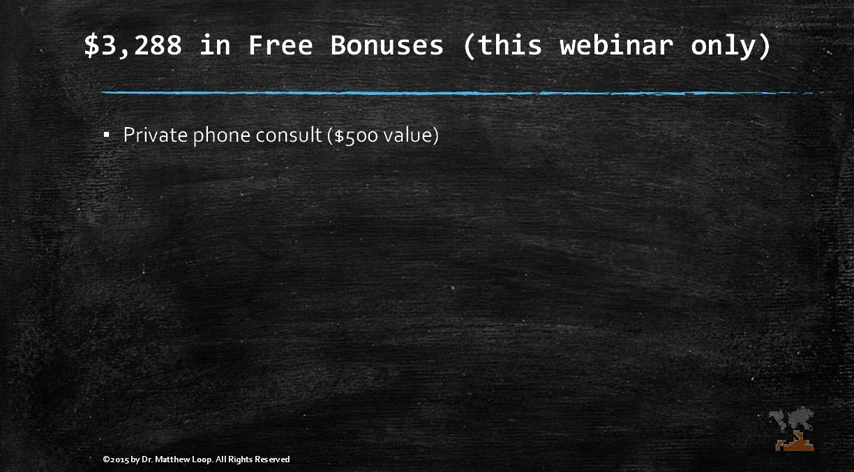 $3,288 in Free Bonuses (this webinar only)
▪ Private phone consult ($500 value)
©2015 by Dr. Matthew Loop. All Rights Reserved